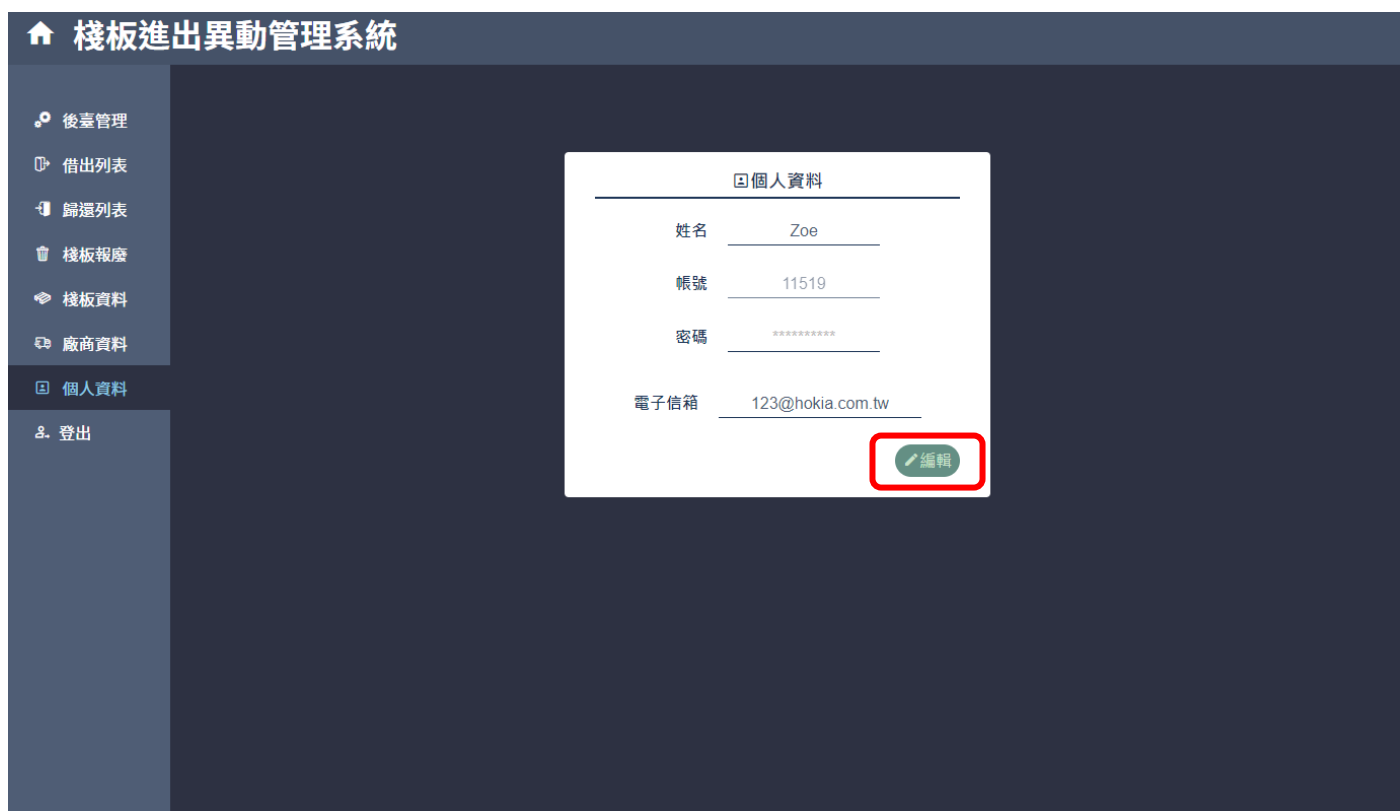 棧板進出異動管理系統
後臺管理
借出列表
歸還列表
棧板報廢
棧板資料
廠商資料
個人資料
登出
個人資料
姓名 Zoe
帳號 11519
密碼 **********
電子信箱 123@hokia.com.tw
編輯